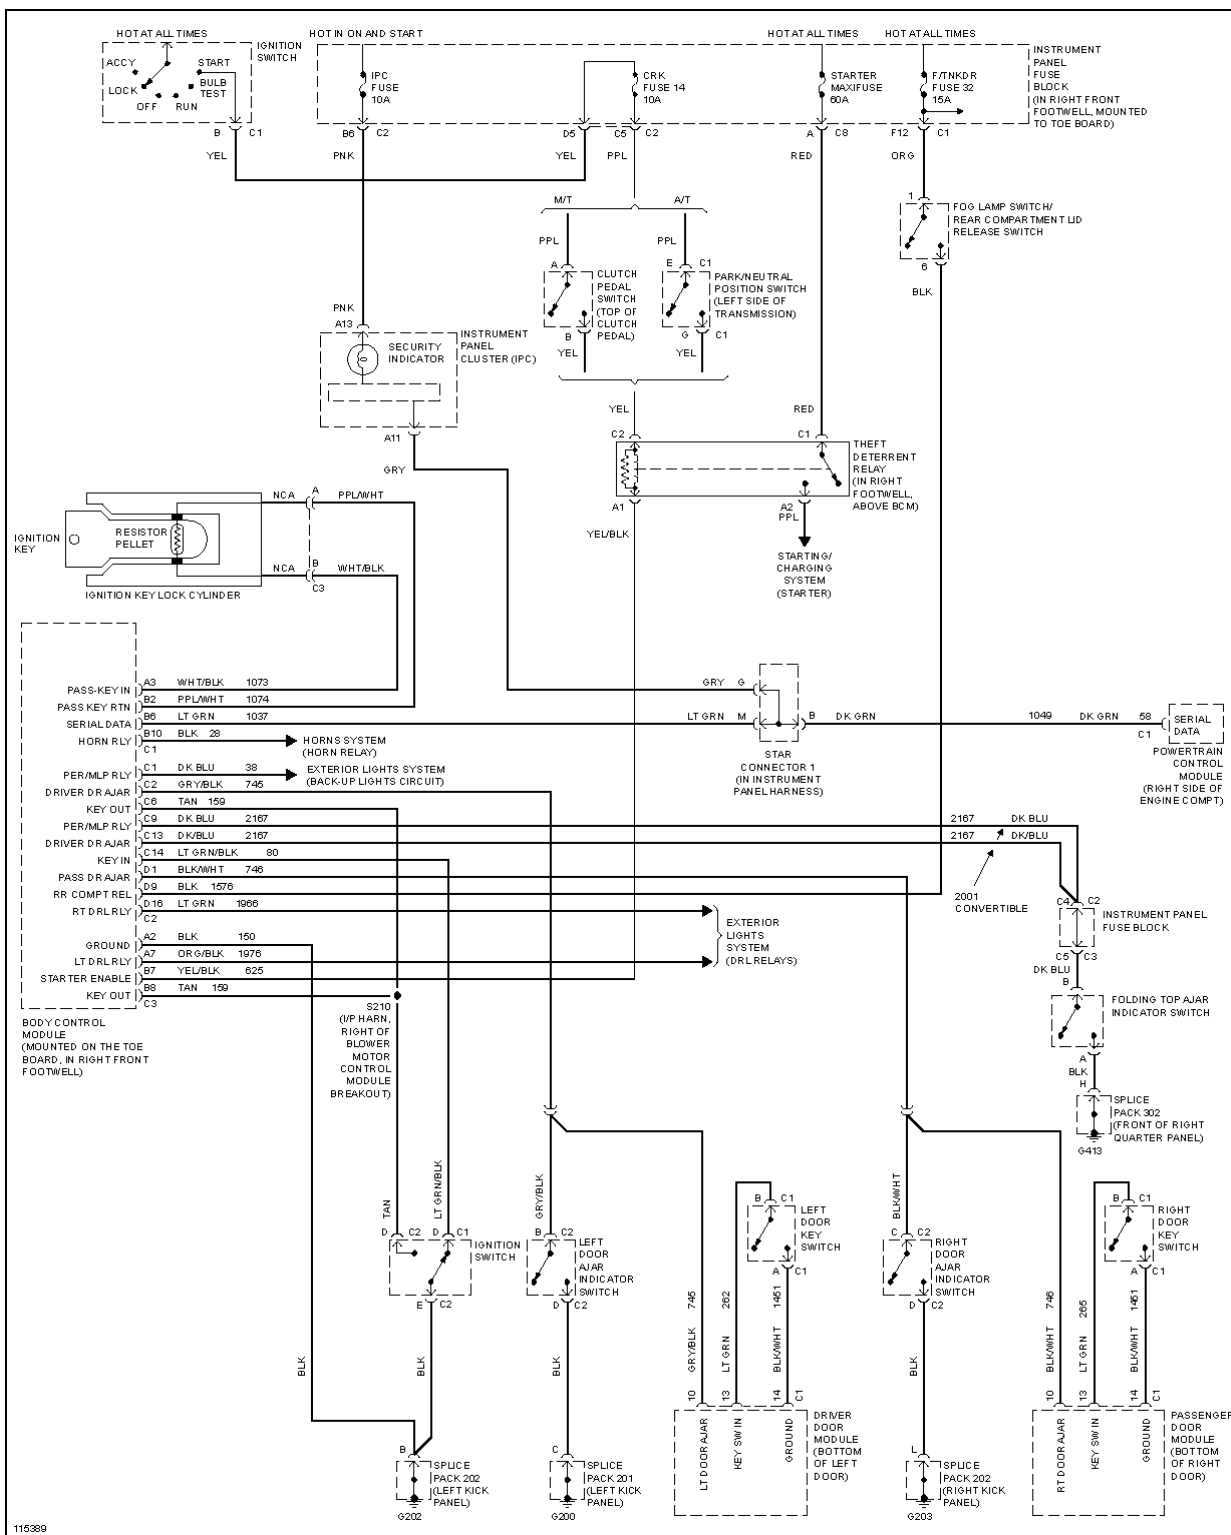 HOT AT ALL TIMES
IGNITION
SWITCH
ACCY
START
LOCK
BULB
TEST
OFF
RUN
B
C1
YEL
HOT IN ON AND START
HOT AT ALL TIMES
HOT AT ALL TIMES
IPC
FUSE
10A
CRK
FUSE 14
10A
STARTER
MAXIFUSE
60A
F/TNKDR
FUSE 32
15A
INSTRUMENT
PANEL
FUSE
BLOCK
(IN RIGHT FRONT
FOOTWELL, MOUNTED
TO TOE BOARD)
B6
C2
D5
C5
C2
A
C8
F12
C1
PNK
YEL
PPL
RED
ORG
M/T
A/T
PPL
PPL
A
E
C1
CLUTCH
PEDAL
SWITCH
(TOP OF
CLUTCH
PEDAL)
PARK/NEUTRAL
POSITION SWITCH
(LEFT SIDE OF
TRANSMISSION)
B
G
C1
YEL
YEL
1
FOG LAMP SWITCH/
REAR COMPARTMENT LID
RELEASE SWITCH
6
BLK
PNK
A13
SECURITY
INDICATOR
INSTRUMENT
PANEL
CLUSTER (IPC)
A11
GRY
YEL
RED
C2
C1
THEFT
DETERRENT
RELAY
(IN RIGHT
FOOTWELL,
ABOVE BCM)
A1
A2
PPL
YEL/BLK
STARTING/
CHARGING
SYSTEM
(STARTER)
IGNITION
KEY
RESISTOR
PELLET
NCA
A
PPL/WHT
NCA
B
WHT/BLK
C3
IGNITION KEY LOCK CYLINDER
PASS-KEY IN A3 WHT/BLK 1073
PASS KEY RTN B2 PPL/WHT 1074
SERIAL DATA B6 LT GRN 1037
HORN RLY B10 BLK 28
C1
HORNS SYSTEM
(HORN RELAY)
PER/MLP RLY C1 DK BLU 38
EXTERIOR LIGHTS SYSTEM
(BACK-UP LIGHTS CIRCUIT)
DRIVER DR AJAR C2 GRY/BLK 745
KEY OUT C6 TAN 159
PER/MLP RLY C9 DK BLU 2167
DRIVER DR AJAR C13 DK/BLU 2167
KEY IN C14 LT GRN/BLK 80
PASS DR AJAR D1 BLK/WHT 746
RR COMPT REL D9 BLK 1576
RT DRL RLY D16 LT GRN 1966
C2
GROUND A2 BLK 150
LT DRL RLY A7 ORG/BLK 1976
STARTER ENABLE B7 YEL/BLK 625
KEY OUT B8 TAN 159
C3
BODY CONTROL
MODULE
(MOUNTED ON THE TOE
BOARD, IN RIGHT FRONT
FOOTWELL)
GRY G
LT GRN M
B DK GRN
1049 DK GRN 58
C1
SERIAL
DATA
STAR
CONNECTOR 1
(IN INSTRUMENT
PANEL HARNESS)
POWERTRAIN
CONTROL
MODULE
(RIGHT SIDE OF
ENGINE COMPT)
2167 DK BLU
2167 DK/BLU
2001
CONVERTIBLE
EXTERIOR
LIGHTS
SYSTEM
(DRL RELAYS)
C4
C2
INSTRUMENT PANEL
FUSE BLOCK
C5
C3
DK BLU
B
FOLDING TOP AJAR
INDICATOR SWITCH
A
BLK
H
SPLICE
PACK 302
(FRONT OF RIGHT
QUARTER PANEL)
G413
S210
(I/P HARN,
RIGHT OF
BLOWER
MOTOR
CONTROL
MODULE
BREAKOUT)
TAN
LT GRN/BLK
GRY/BLK
BLK/WHT
D
C2
D
C1
IGNITION
SWITCH
E
C2
B
C2
LEFT
DOOR
AJAR
INDICATOR
SWITCH
D
C2
B
C1
LEFT
DOOR
KEY
SWITCH
A
C1
C
C2
RIGHT
DOOR
AJAR
INDICATOR
SWITCH
D
C2
B
C1
RIGHT
DOOR
KEY
SWITCH
A
C1
BLK
BLK
BLK
745
GRY/BLK
262
LT GRN
1451
BLK/WHT
BLK
746
BLK/WHT
265
LT GRN
1451
BLK/WHT
10
13
14
C1
LT DOOR AJAR
KEY SW IN
GROUND
DRIVER
DOOR
MODULE
(BOTTOM
OF LEFT
DOOR)
10
13
14
C1
RT DOOR AJAR
KEY SW IN
GROUND
PASSENGER
DOOR
MODULE
(BOTTOM
OF RIGHT
DOOR)
B
SPLICE
PACK 202
(LEFT KICK
PANEL)
G202
C
SPLICE
PACK 201
(LEFT KICK
PANEL)
G200
L
SPLICE
PACK 202
(RIGHT KICK
PANEL)
G203
115389